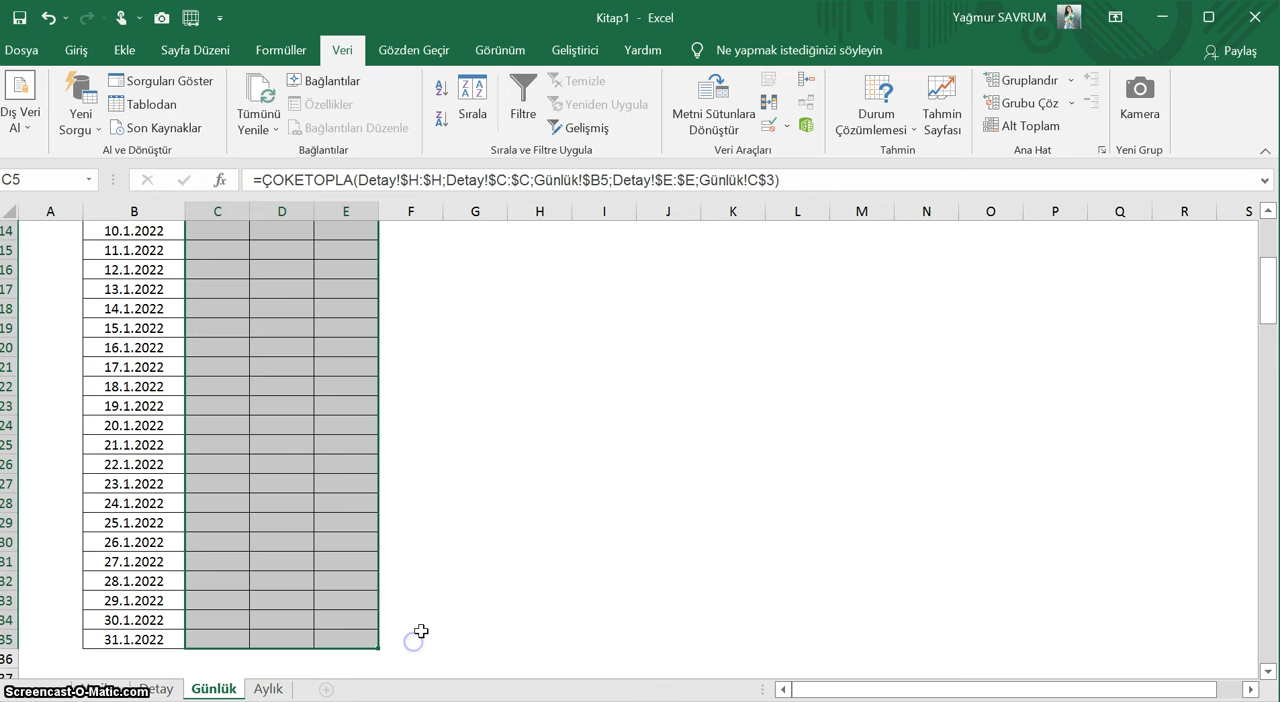 Kitap1 - Excel
Yağmur SAVRUM
Dosya Giriş Ekle Sayfa Düzeni Formüller Veri Gözden Geçir Görünüm Geliştirici Yardım Ne yapmak istediğinizi söyleyin Paylaş
Dış Veri
Al
Yeni
Sorgu
Sorguları Göster
Tablodan
Son Kaynaklar
Al ve Dönüştür
Tümünü
Yenile
Bağlantılar
Özellikler
Bağlantıları Düzenle
Bağlantılar
Sırala
Filtre
Temizle
Yeniden Uygula
Gelişmiş
Sırala ve Filtre Uygula
Metni Sütunlara
Dönüştür
Veri Araçları
Durum
Çözümlemesi
Tahmin
Sayfası
Tahmin
Gruplandır
Grubu Çöz
Alt Toplam
Ana Hat
Kamera
Yeni Grup
C5
=ÇOKETOPLA(Detay!$H:$H;Detay!$C:$C;Günlük!$B5;Detay!$E:$E;Günlük!C$3)
A B C D E F G H I J K L M N O P Q R S
14 10.1.2022
15 11.1.2022
16 12.1.2022
17 13.1.2022
18 14.1.2022
19 15.1.2022
20 16.1.2022
21 17.1.2022
22 18.1.2022
23 19.1.2022
24 20.1.2022
25 21.1.2022
26 22.1.2022
27 23.1.2022
28 24.1.2022
29 25.1.2022
30 26.1.2022
31 27.1.2022
32 28.1.2022
33 29.1.2022
34 30.1.2022
35 31.1.2022
36
Detay Günlük Aylık
Screencast-O-Matic.com